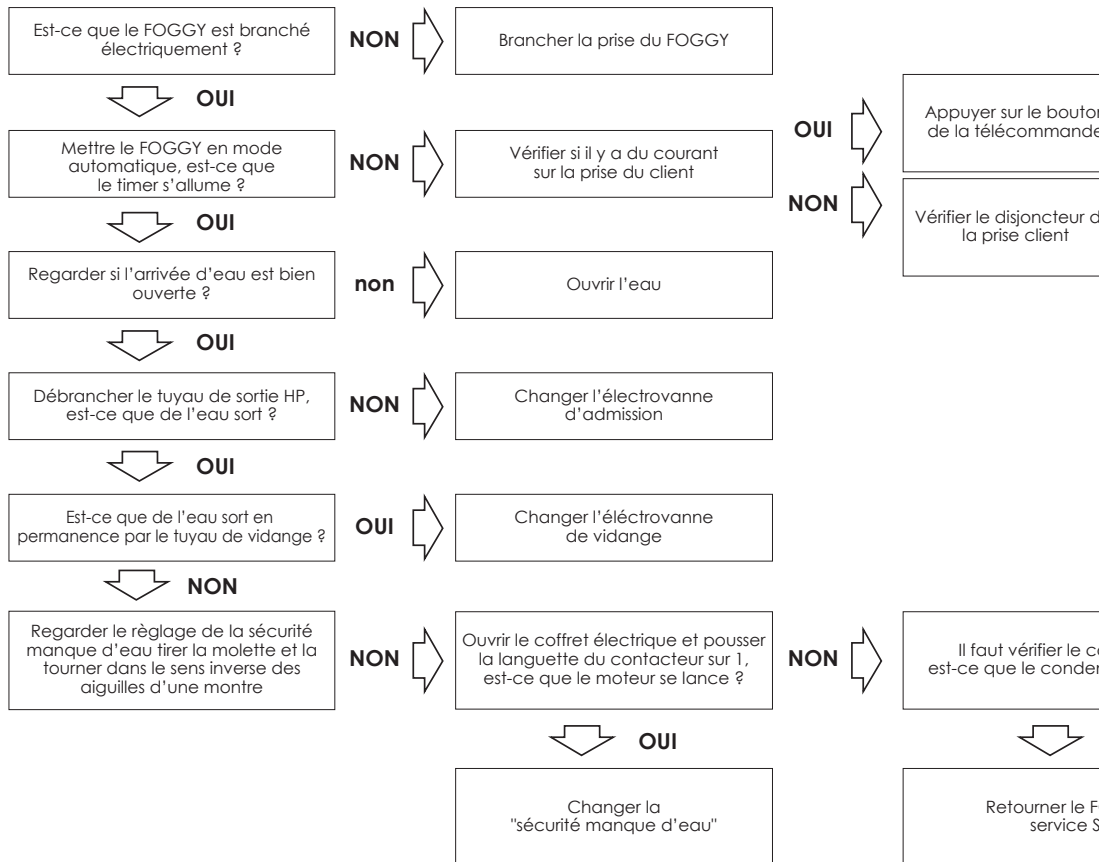 Est-ce que le FOGGY est branché
électriquement ?
NON
Brancher la prise du FOGGY
OUI
Mettre le FOGGY en mode
automatique, est-ce que
le timer s'allume ?
NON
Vérifier si il y a du courant
sur la prise du client
OUI
Appuyer sur le bouton
de la télécommande
NON
Vérifier le disjoncteur
la prise client
OUI
Regarder si l'arrivée d'eau est bien
ouverte ?
non
Ouvrir l'eau
OUI
Débrancher le tuyau de sortie HP,
est-ce que de l'eau sort ?
NON
Changer l'électrovanne
d'admission
OUI
Est-ce que de l'eau sort en
permanence par le tuyau de vidange ?
OUI
Changer l'éléctrovanne
de vidange
NON
Regarder le règlage de la sécurité
manque d'eau tirer la molette et la
tourner dans le sens inverse des
aiguilles d'une montre
NON
Ouvrir le coffret électrique et pousser
la languette du contacteur sur 1,
est-ce que le moteur se lance ?
NON
Il faut vérifier le
est-ce que le
OUI
Changer la
"sécurité manque d'eau"
Retourner le
service